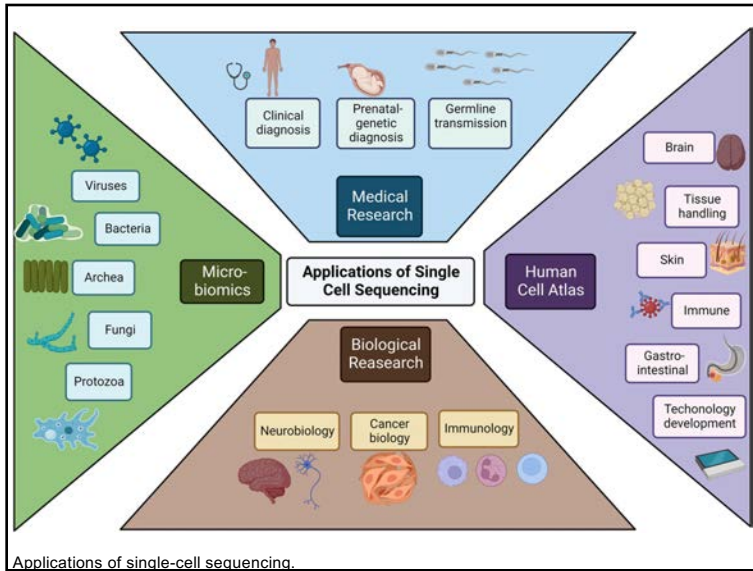 Clinical
diagnosis
Prenatal-
genetic
diagnosis
Germline
transmission
Medical
Research
Viruses
Bacteria
Archea
Fungi
Protozoa
Micro-
biomics
Applications of Single
Cell Sequencing
Human
Cell Atlas
Brain
Tissue
handling
Skin
Immune
Gastro-
intestinal
Techonology
development
Biological
Reasearch
Neurobiology
Cancer
biology
Immunology
Applications of single-cell sequencing.